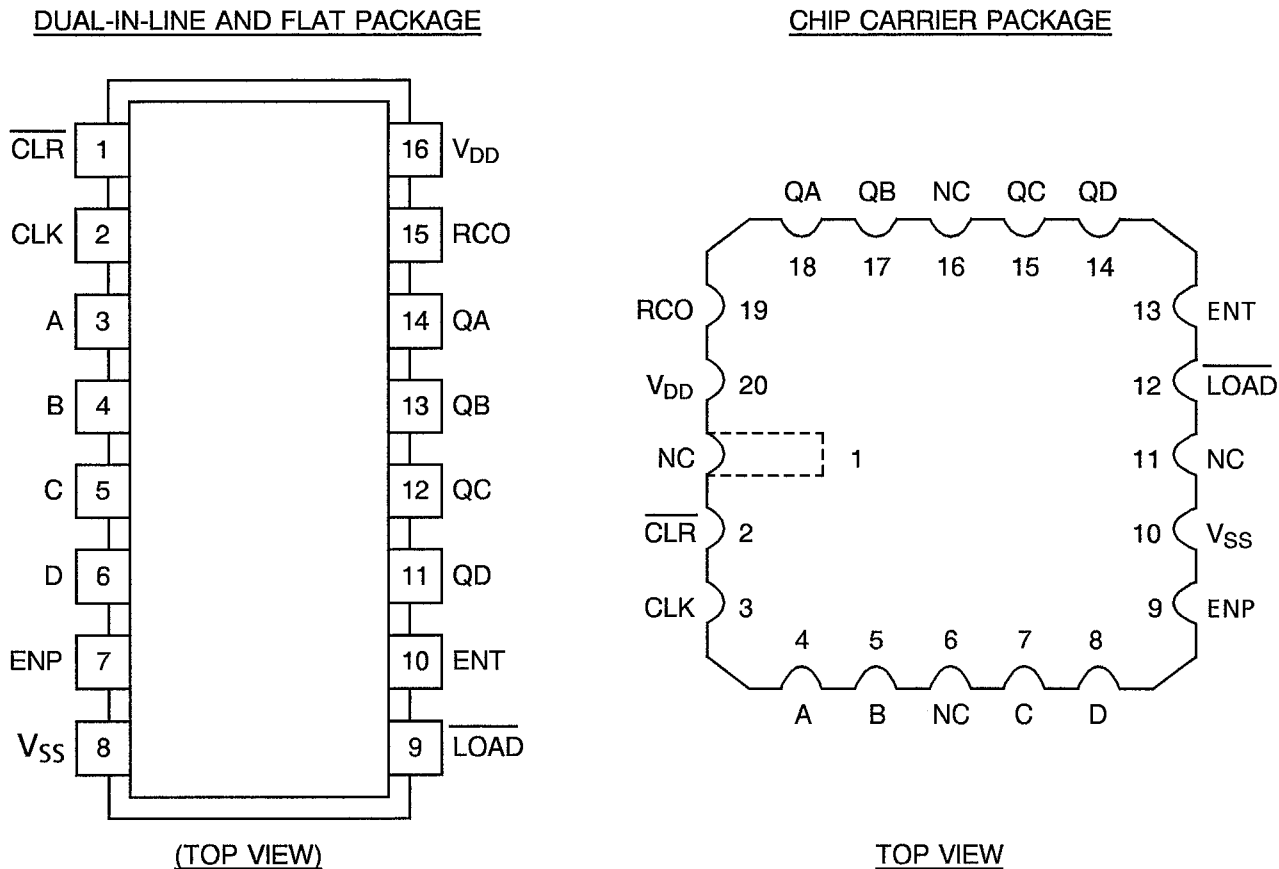 DUAL-IN-LINE AND FLAT PACKAGE
CLR 1 16 VDD
CLK 2 15 RCO
A 3 14 QA
B 4 13 QB
C 5 12 QC
D 6 11 QD
ENP 7 10 ENT
VSS 8 9 LOAD
(TOP VIEW)
CHIP CARRIER PACKAGE
QA QB NC QC QD
18 17 16 15 14
RCO 19 13 ENT
VDD 20 12 LOAD
NC 1 11 NC
CLR 2 10 VSS
CLK 3 9 ENP
4 5 6 7 8
A B NC C D
TOP VIEW